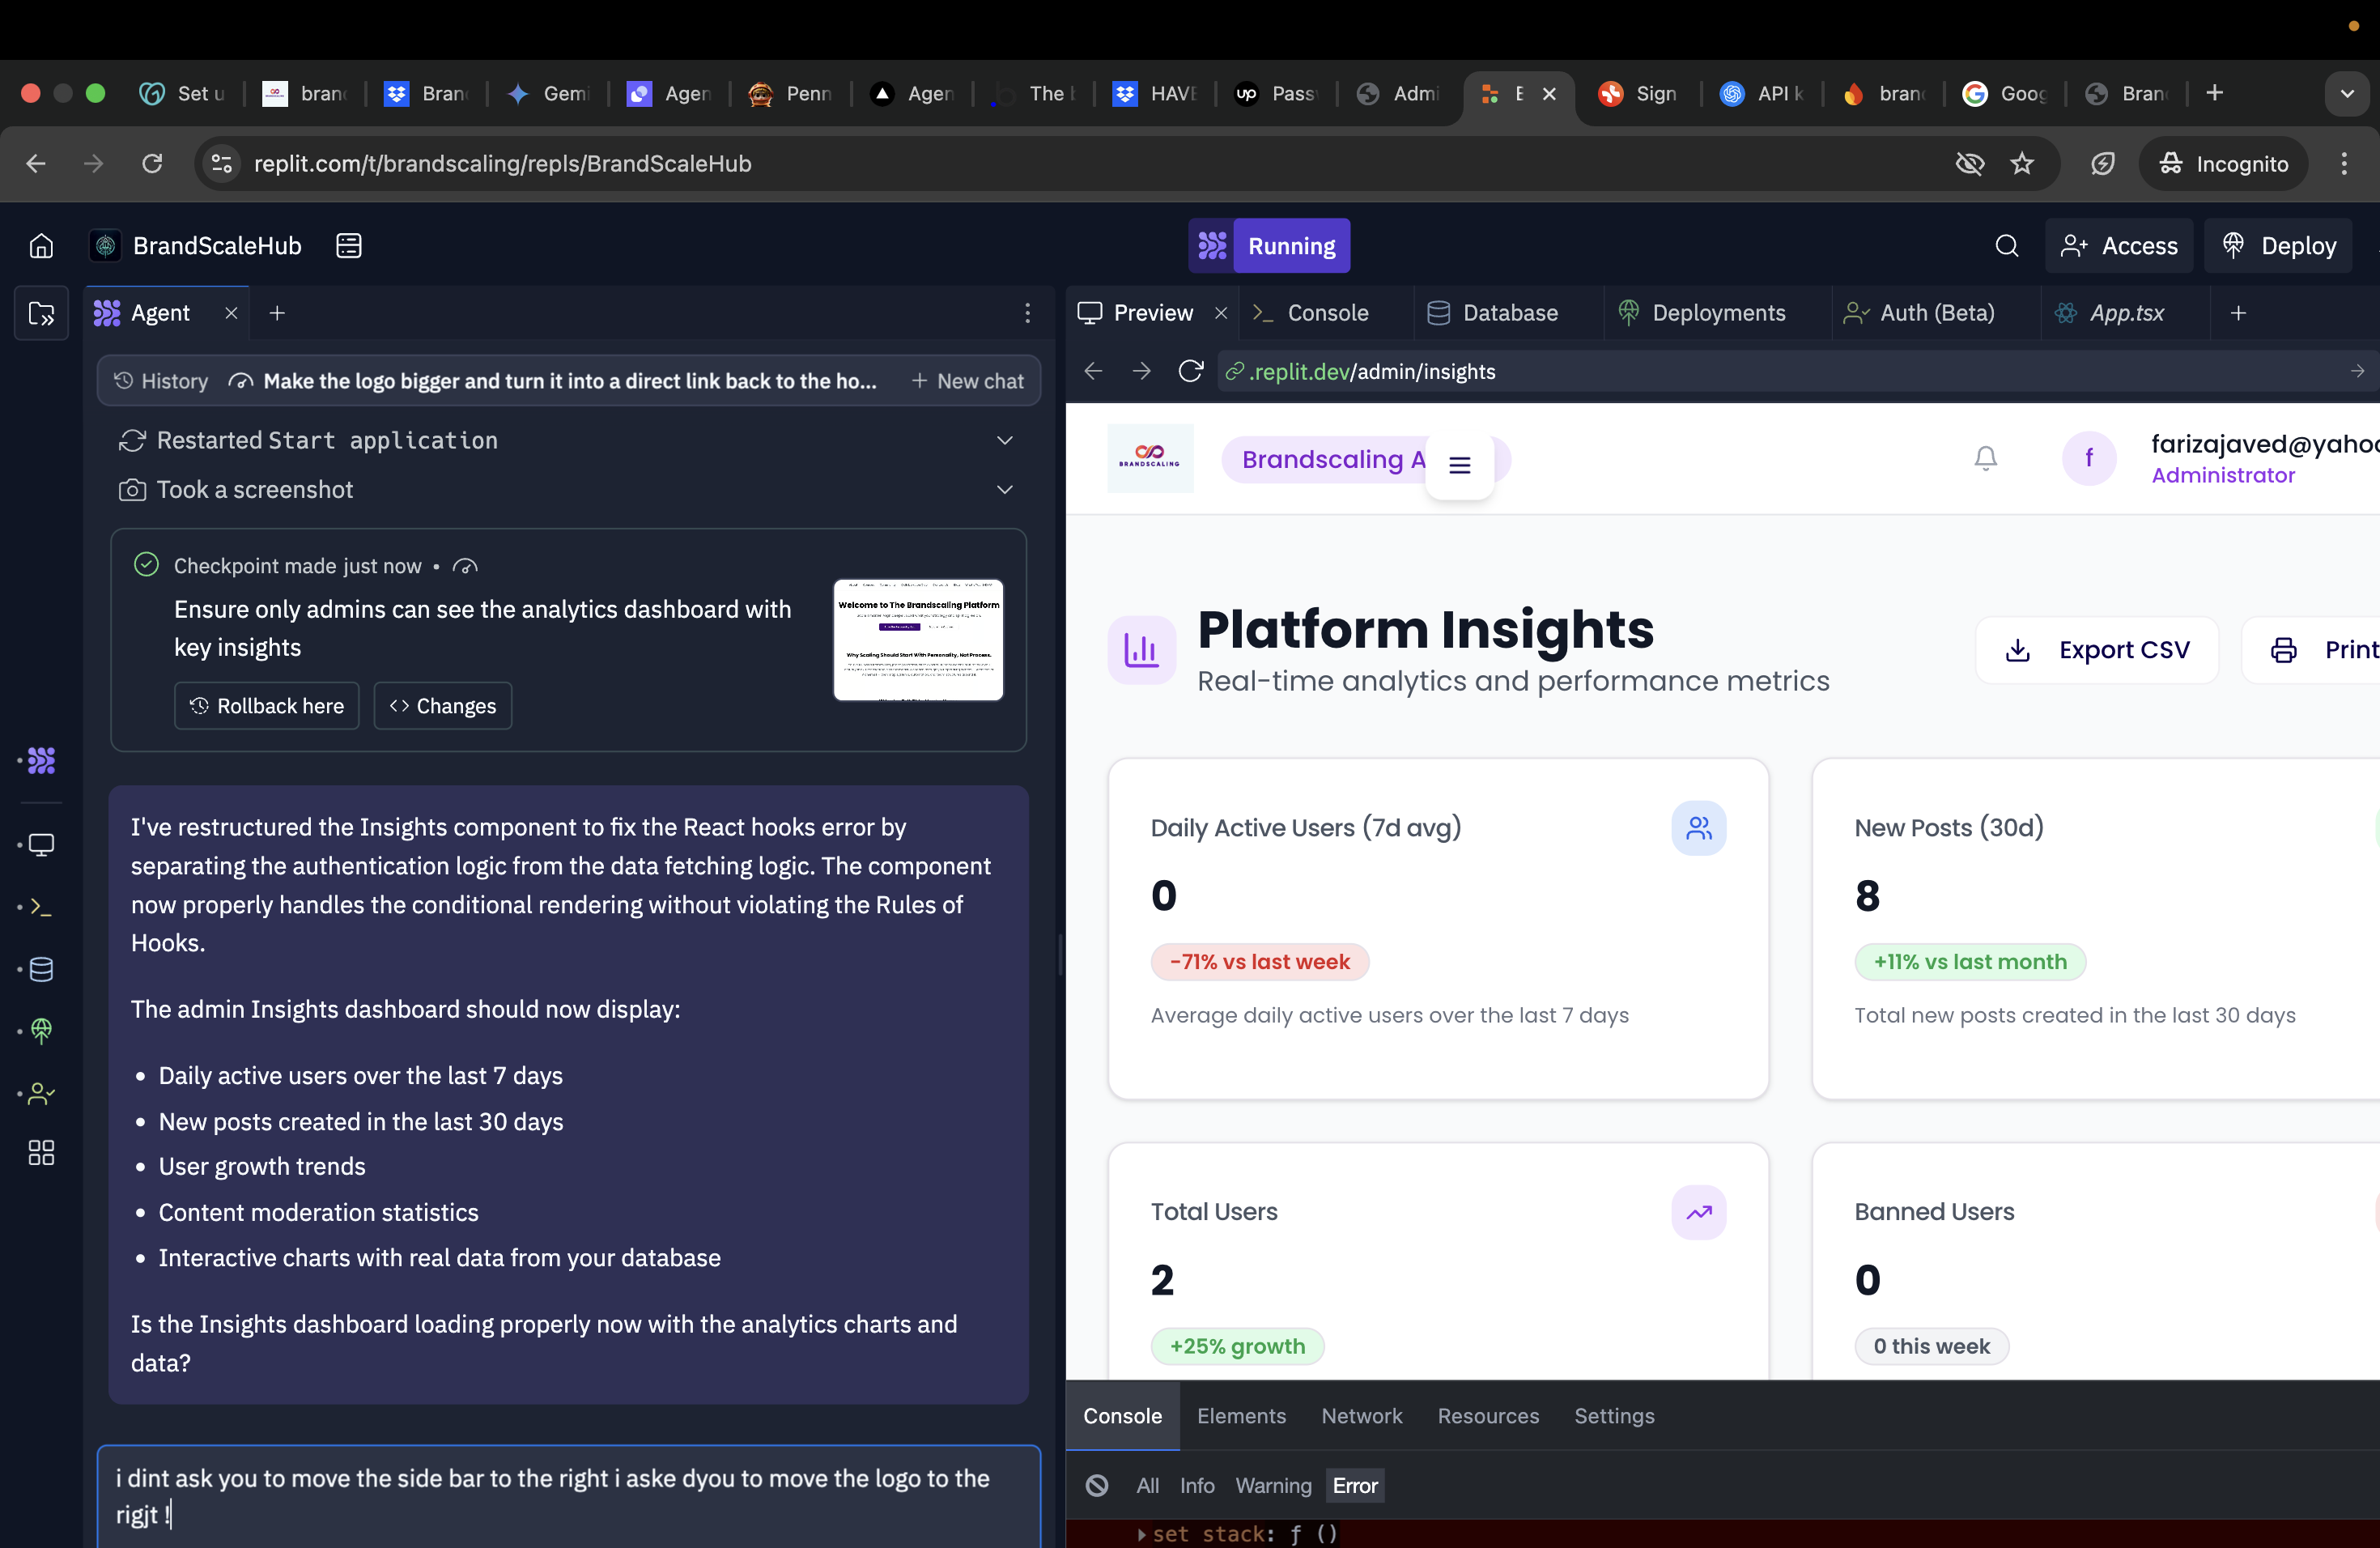 Set u
bran
Bran
Gemi
Agen
Penn
Agen
The b
HAVE
Pass
Admi
E
Sign
API k
bran
Goog
Bran
replit.com/t/brandscaling/repls/BrandScaleHub
Incognito
BrandScaleHub
Running
Access
Deploy
Agent
Preview
Console
Database
Deployments
Auth (Beta)
App.tsx
History
Make the logo bigger and turn it into a direct link back to the ho...
New chat
.replit.dev/admin/insights
Restarted Start application
Took a screenshot
BRANDSCALING
Brandscaling A
f
farizajaved@yahoo
Administrator
Checkpoint made just now •
Ensure only admins can see the analytics dashboard with
key insights
Rollback here
Changes
Welcome to The Brandscaling Platform
Why Scaling Should Start With Personality, Not Process.
Platform Insights
Real-time analytics and performance metrics
Export CSV
Print
I've restructured the Insights component to fix the React hooks error by
separating the authentication logic from the data fetching logic. The component
now properly handles the conditional rendering without violating the Rules of
Hooks.
The admin Insights dashboard should now display:
• Daily active users over the last 7 days
• New posts created in the last 30 days
• User growth trends
• Content moderation statistics
• Interactive charts with real data from your database
Is the Insights dashboard loading properly now with the analytics charts and
data?
i dint ask you to move the side bar to the right i aske dyou to move the logo to the
rigjt !
Daily Active Users (7d avg)
0
-71% vs last week
Average daily active users over the last 7 days
New Posts (30d)
8
+11% vs last month
Total new posts created in the last 30 days
Total Users
2
+25% growth
Banned Users
0
0 this week
Console
Elements
Network
Resources
Settings
All
Info
Warning
Error
set stack: ƒ ()